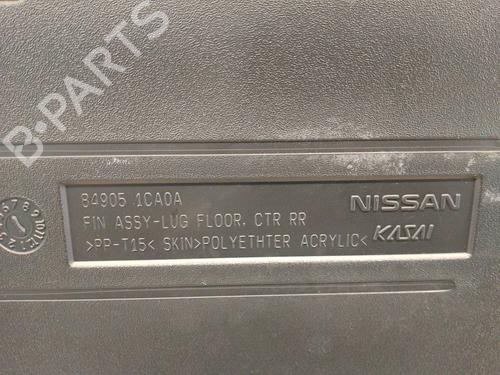 B-PARTS
84905 1CA0A NISSAN
FIN ASSY-LUG FLOOR, CTR RR
>PP-T15< SKIN>POLYETHTER ACRYLIC< KASAI